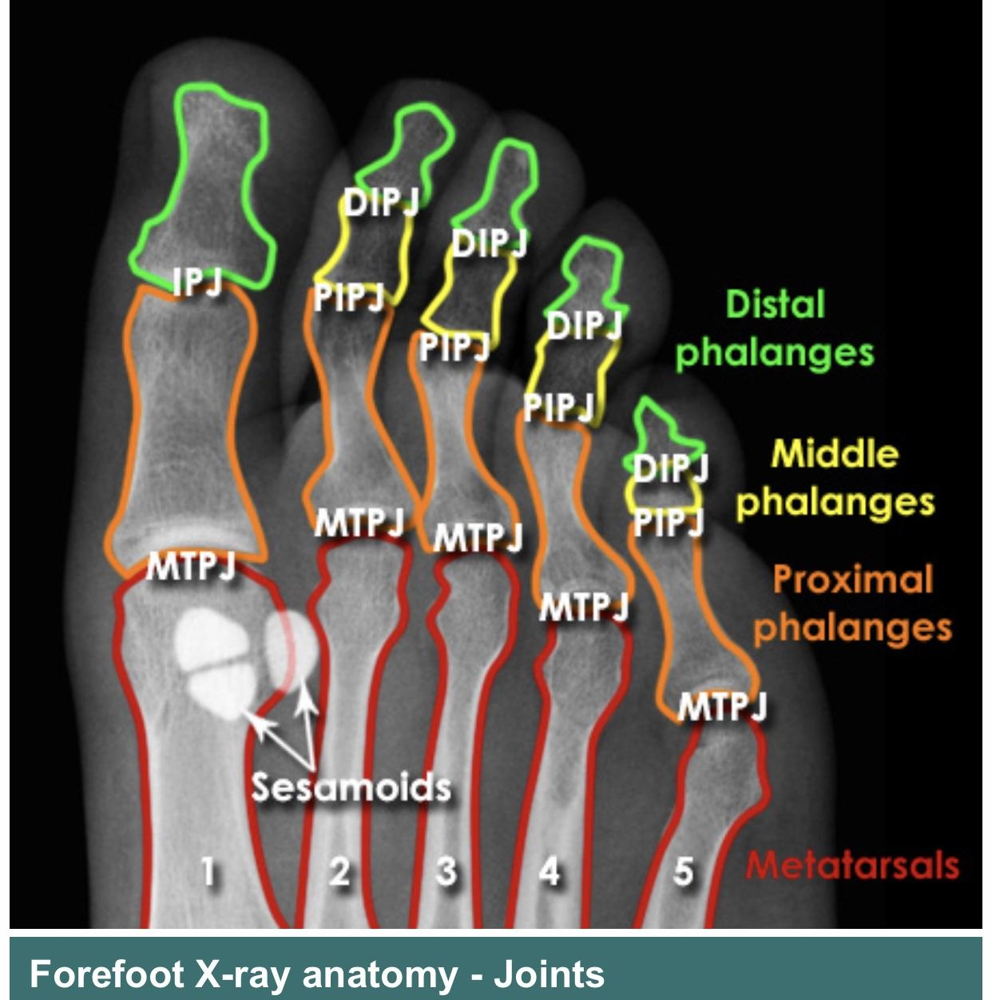 DIPJ
DIPJ
IPJ
PIPJ
DIPJ
PIPJ
Distal
phalanges
PIPJ
DIPJ
Middle
phalanges
PIPJ
MTPJ
MTPJ
MTPJ
Proximal
phalanges
MTPJ
MTPJ
Sesamoids
1 2 3 4 5
Metatarsals
Forefoot X-ray anatomy - Joints